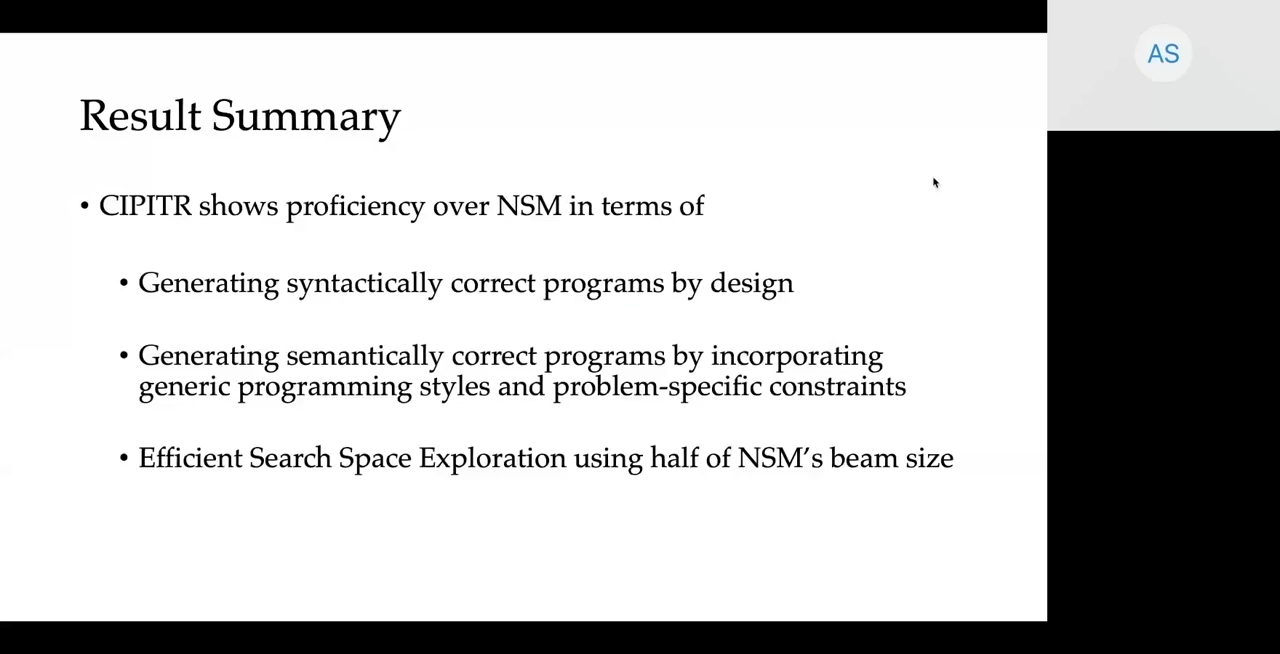 AS
Result Summary
• CIPITR shows proficiency over NSM in terms of
• Generating syntactically correct programs by design
• Generating semantically correct programs by incorporating
generic programming styles and problem-specific constraints
• Efficient Search Space Exploration using half of NSM’s beam size